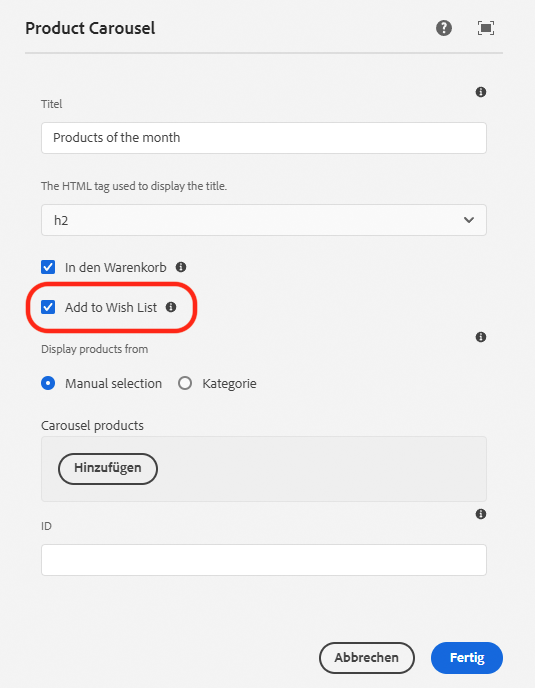 Product Carousel
Titel
Products of the month
The HTML tag used to display the title.
h2
In den Warenkorb
Add to Wish List
Display products from
Manual selection Kategorie
Carousel products
Hinzufügen
ID
Abbrechen Fertig